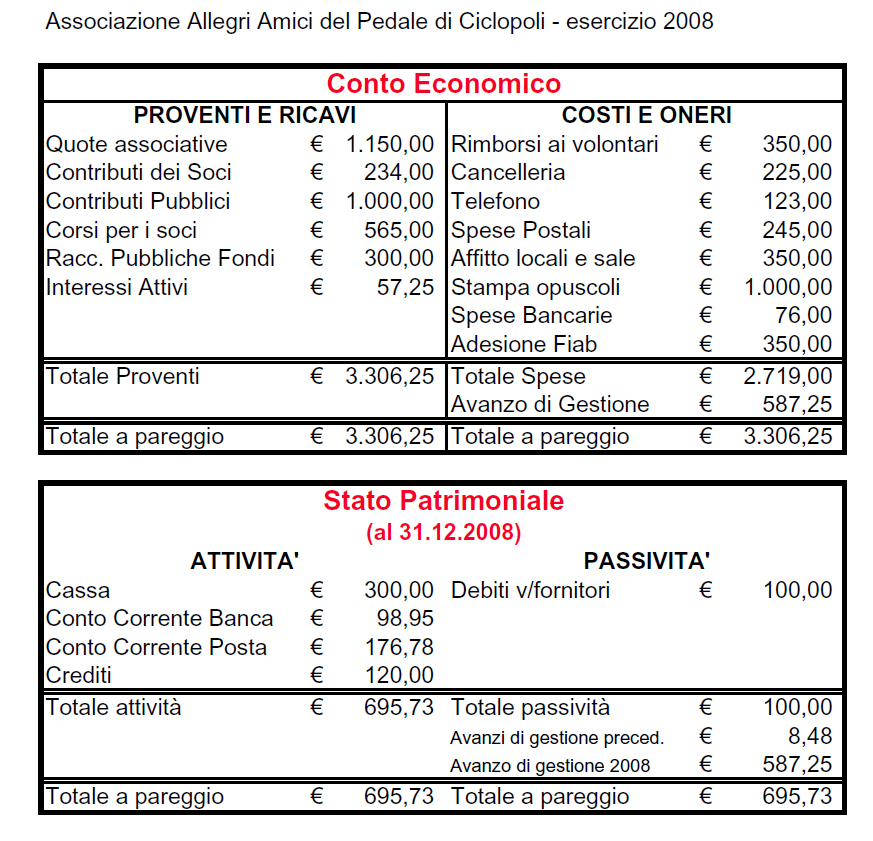 Associazione Allegri Amici del Pedale di Ciclopoli - esercizio 2008
Conto Economico
PROVENTI E RICAVI COSTI E ONERI
Quote associative € 1.150,00 Rimborsi ai volontari € 350,00
Contributi dei Soci € 234,00 Cancelleria € 225,00
Contributi Pubblici € 1.000,00 Telefono € 123,00
Corsi per i soci € 565,00 Spese Postali € 245,00
Racc. Pubbliche Fondi € 300,00 Affitto locali e sale € 350,00
Interessi Attivi € 57,25 Stampa opuscoli € 1.000,00
Spese Bancarie € 76,00
Adesione Fiab € 350,00
Totale Proventi € 3.306,25 Totale Spese € 2.719,00
Avanzo di Gestione € 587,25
Totale a pareggio € 3.306,25 Totale a pareggio € 3.306,25
Stato Patrimoniale
(al 31.12.2008)
ATTIVITA' PASSIVITA'
Cassa € 300,00 Debiti v/fornitori € 100,00
Conto Corrente Banca € 98,95
Conto Corrente Posta € 176,78
Crediti € 120,00
Totale attività € 695,73 Totale passività € 100,00
Avanzi di gestione preced. € 8,48
Avanzo di gestione 2008 € 587,25
Totale a pareggio € 695,73 Totale a pareggio € 695,73